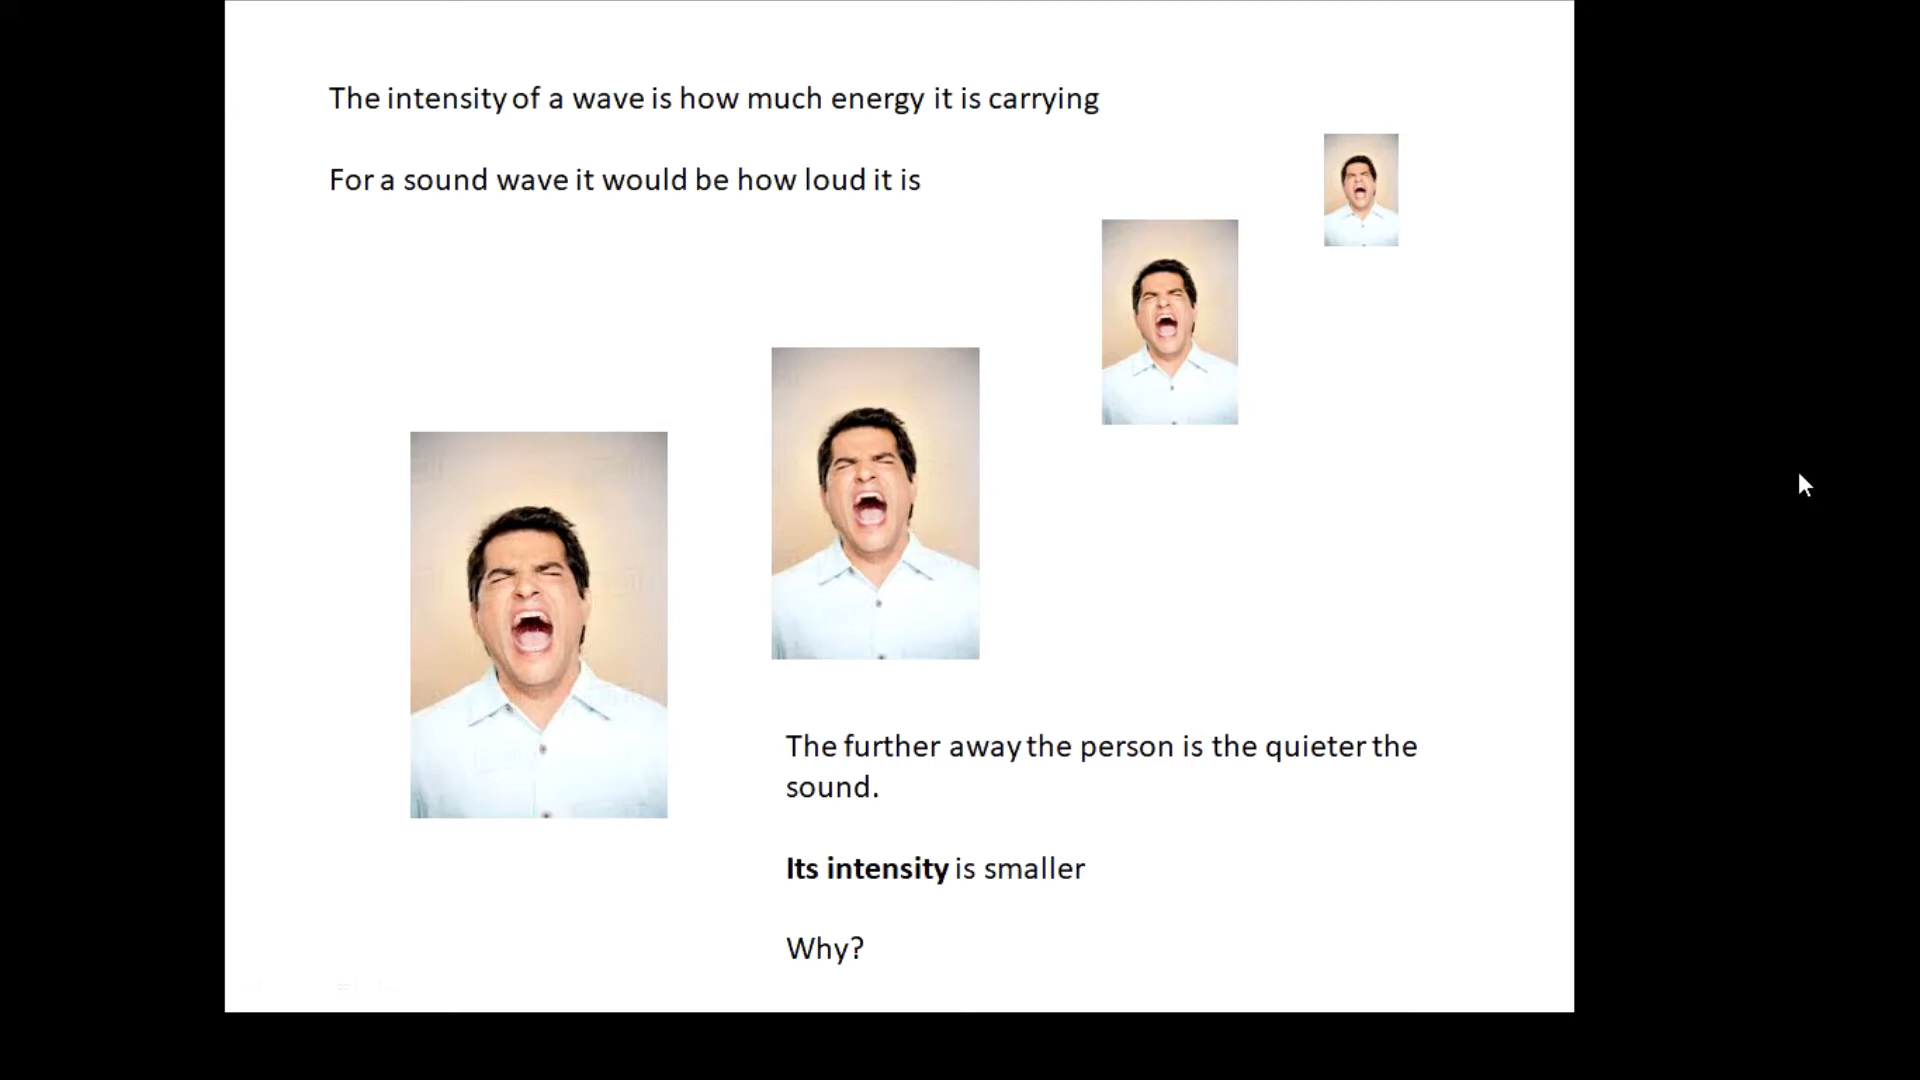 The intensity of a wave is how much energy it is carrying
For a sound wave it would be how loud it is
The further away the person is the quieter the
sound.
Its intensity is smaller
Why?